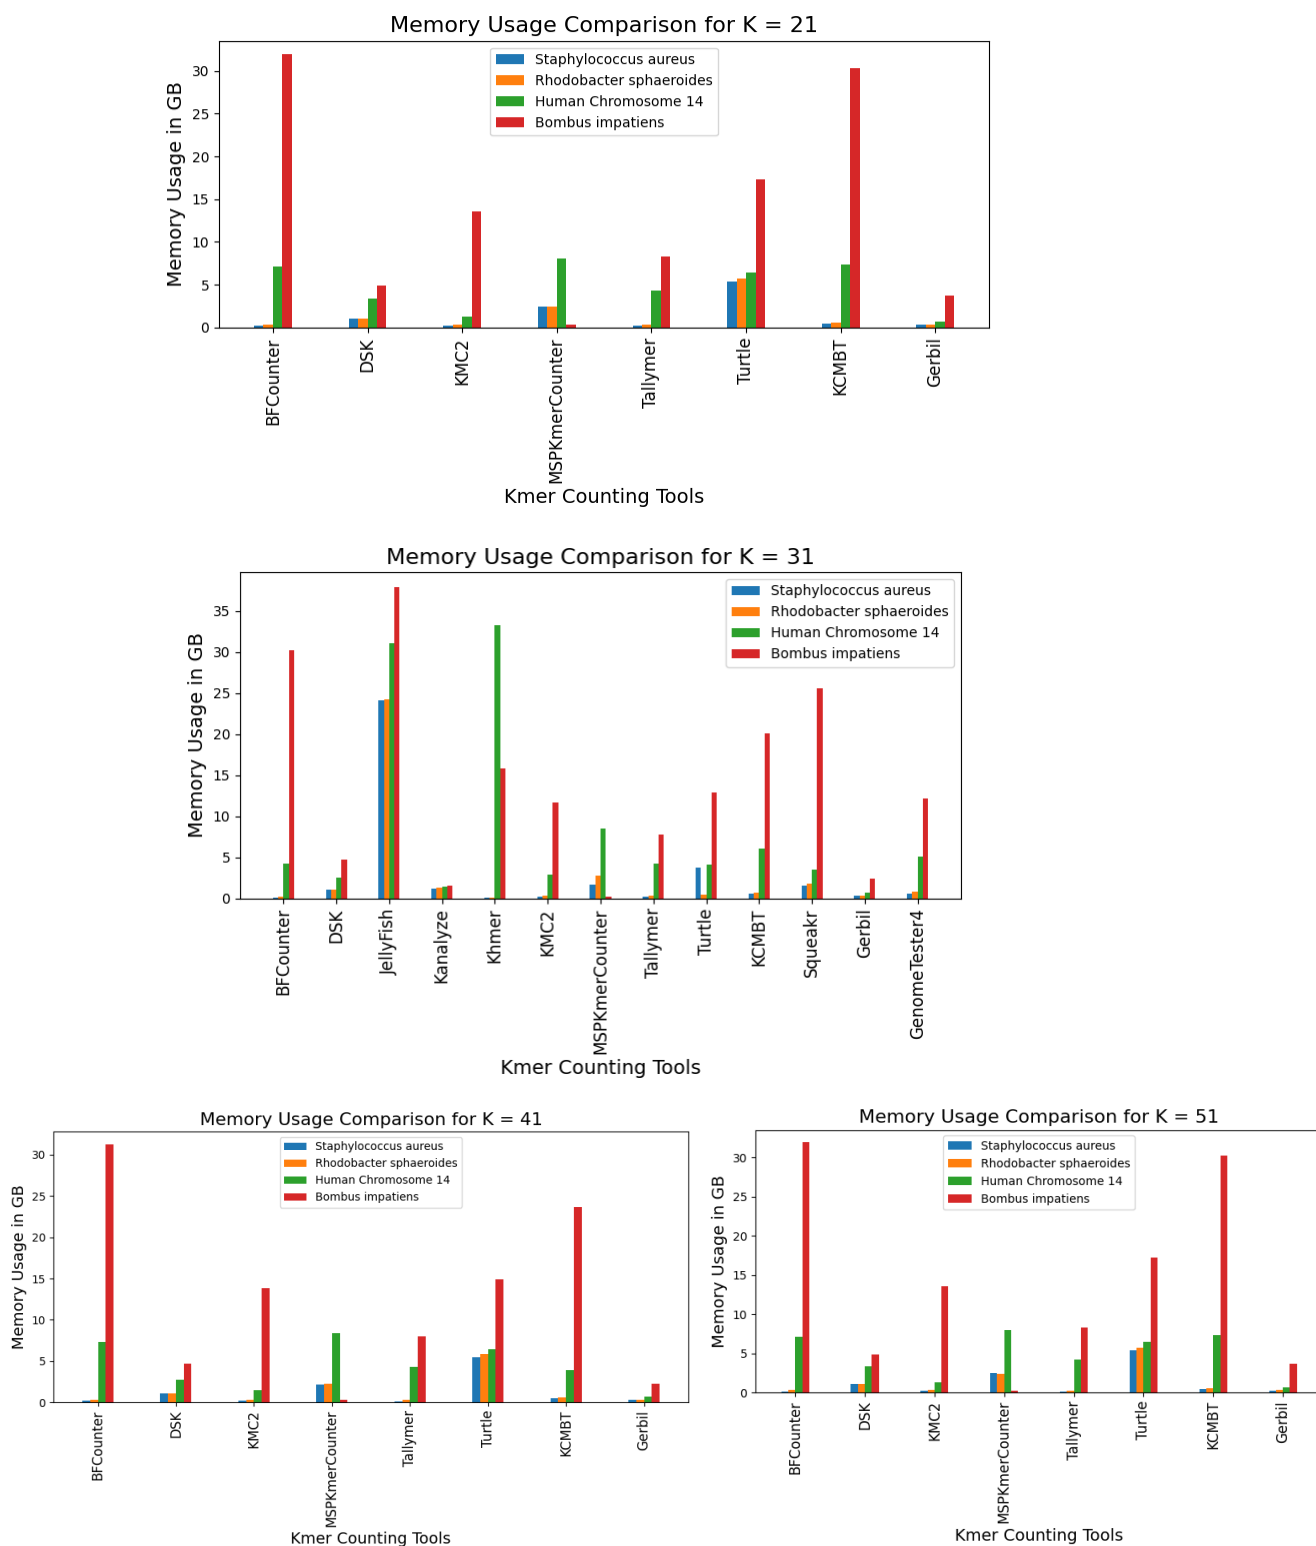 Memory Usage Comparison for K = 21
Memory Usage in GB
30
25
20
15
10
5
0
Staphylococcus aureus
Rhodobacter sphaeroides
Human Chromosome 14
Bombus impatiens
BFCounter
DSK
KMC2
MSPKmerCounter
Tallymer
Turtle
KCMBT
Gerbil
Kmer Counting Tools
Memory Usage Comparison for K = 31
Memory Usage in GB
35
30
25
20
15
10
5
0
Staphylococcus aureus
Rhodobacter sphaeroides
Human Chromosome 14
Bombus impatiens
BFCounter
DSK
JellyFish
Kanalyze
Khmer
KMC2
MSPKmerCounter
Tallymer
Turtle
KCMBT
Squeakr
Gerbil
GenomeTester4
Kmer Counting Tools
Memory Usage Comparison for K = 41
Memory Usage in GB
30
25
20
15
10
5
0
Staphylococcus aureus
Rhodobacter sphaeroides
Human Chromosome 14
Bombus impatiens
BFCounter
DSK
KMC2
MSPKmerCounter
Tallymer
Turtle
KCMBT
Gerbil
Kmer Counting Tools
Memory Usage Comparison for K = 51
Memory Usage in GB
30
25
20
15
10
5
0
Staphylococcus aureus
Rhodobacter sphaeroides
Human Chromosome 14
Bombus impatiens
BFCounter
DSK
KMC2
MSPKmerCounter
Tallymer
Turtle
KCMBT
Gerbil
Kmer Counting Tools